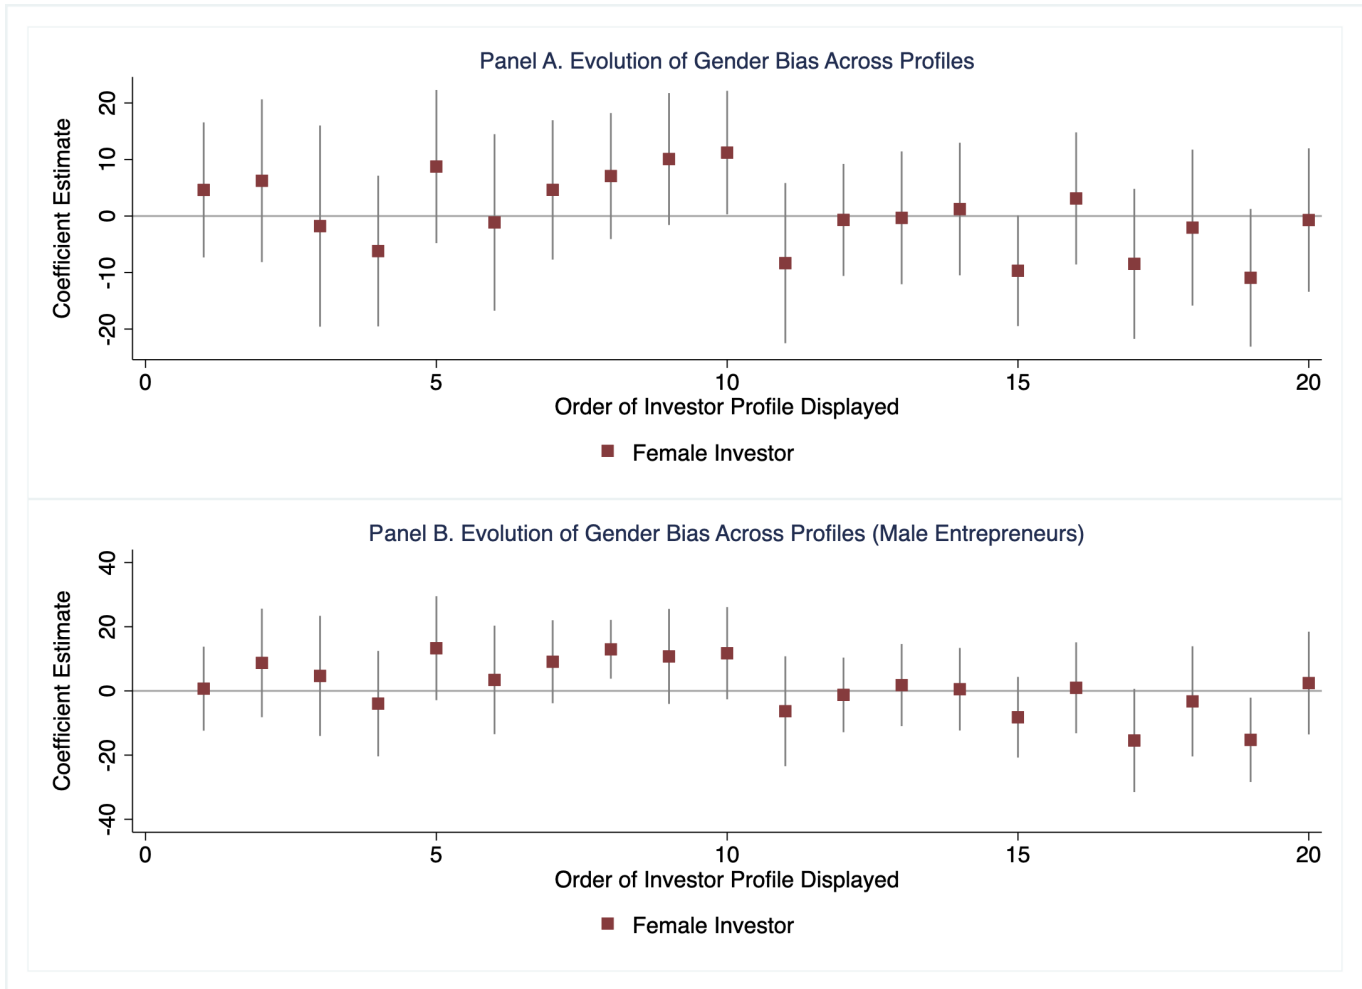 Panel A. Evolution of Gender Bias Across Profiles
Coefficient Estimate
20
10
0
-10
-20
0 5 10 15 20
Order of Investor Profile Displayed
Female Investor
Panel B. Evolution of Gender Bias Across Profiles (Male Entrepreneurs)
Coefficient Estimate
40
20
0
-20
-40
0 5 10 15 20
Order of Investor Profile Displayed
Female Investor